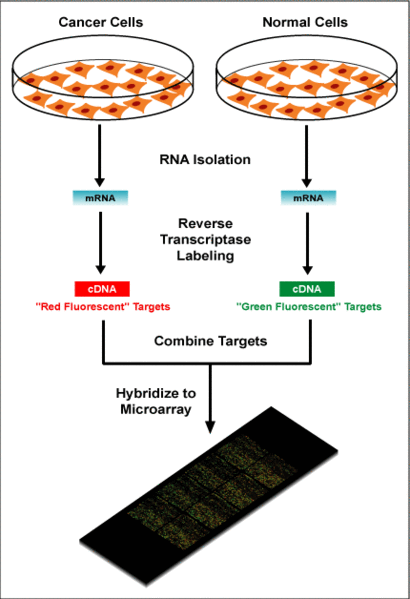 Cancer Cells
Normal Cells
RNA Isolation
mRNA
mRNA
Reverse
Transcriptase
Labeling
cDNA
cDNA
"Red Fluorescent" Targets
"Green Fluorescent" Targets
Combine Targets
Hybridize to
Microarray